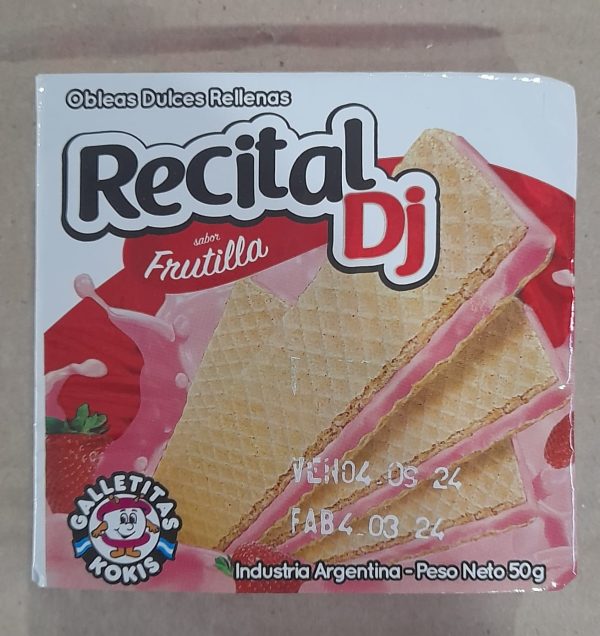 Obleas Dulces Rellenas
Recital
Dj
sabor
Frutilla
VEN04 09 24
FAB4 03 24
GALLETITAS
KOKIS
Industria Argentina - Peso Neto 50g